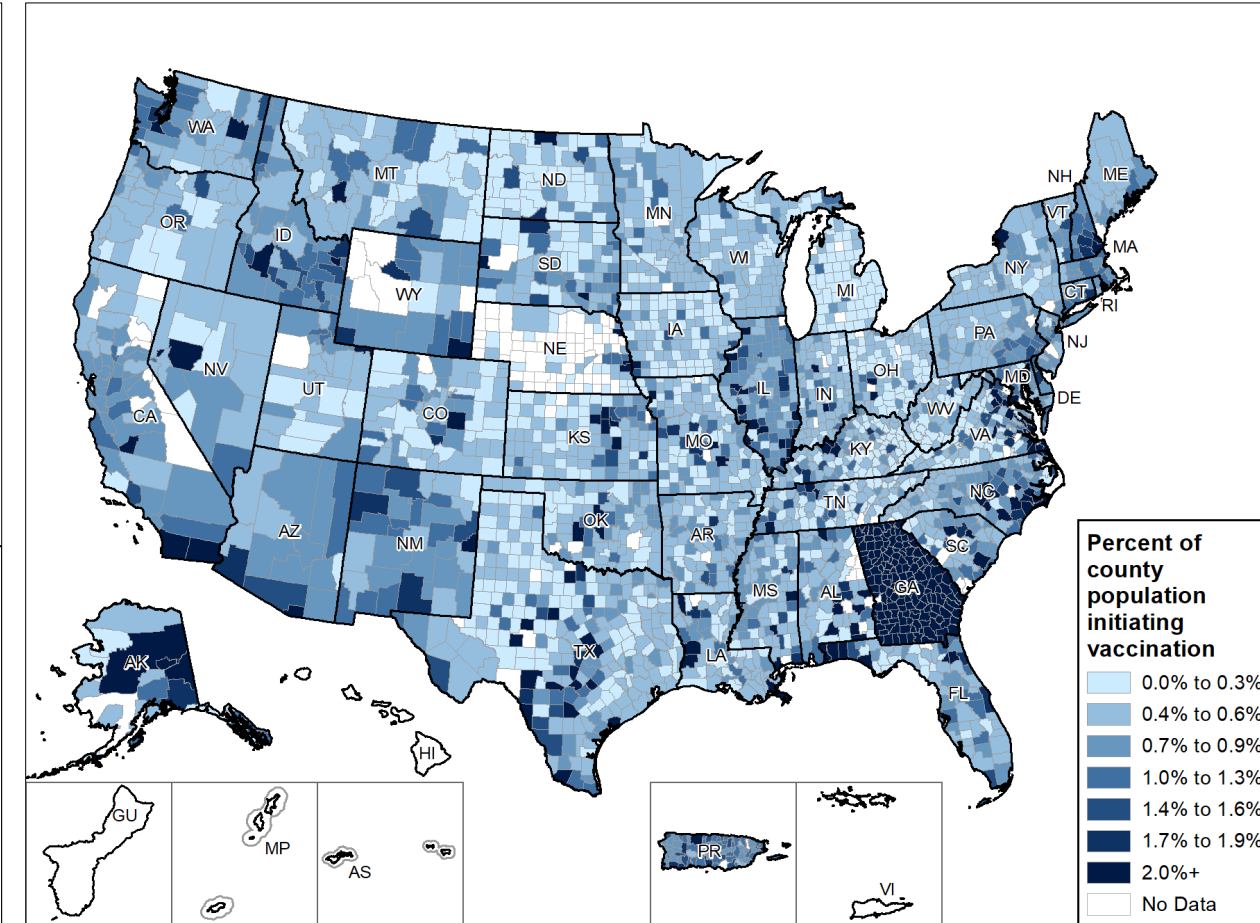 WA
MT
ND
MN
OR
ID
SD
WI
WY
MI
NH
ME
VT
NY
MA
CT
RI
IA
NE
PA
NJ
NV
UT
CO
IL
IN
OH
MD
DE
CA
KS
MO
WV
KY
VA
AZ
NM
OK
TN
NC
AR
SC
MS
AL
GA
TX
LA
FL
AK
HI
GU
MP
AS
PR
VI
Percent of
county
population
initiating
vaccination
0.0% to 0.3%
0.4% to 0.6%
0.7% to 0.9%
1.0% to 1.3%
1.4% to 1.6%
1.7% to 1.9%
2.0%+
No Data